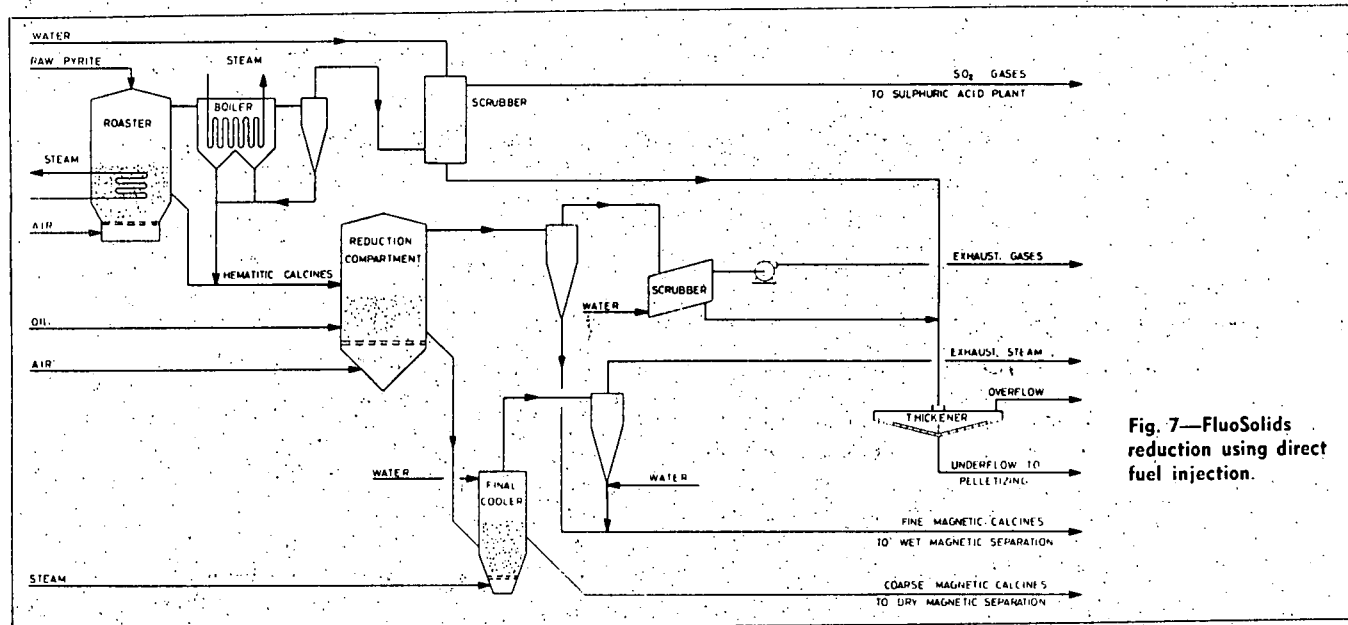 WATER
RAW PYRITE
STEAM
BOILER
ROASTER
SCRUBBER
SO₂ GASES
TO SULPHURIC ACID PLANT
STEAM
AIR
REDUCTION
COMPARTMENT
HEMATITIC CALCINES
EXHAUST. GASES
SCRUBBER
WATER
OIL
AIR
EXHAUST. STEAM
OVERFLOW
THICKENER
Fig. 7—FluoSolids
reduction using direct
fuel injection.
UNDERFLOW TO
PELLETIZING
WATER
FINAL
COOLER
WATER
FINE MAGNETIC CALCINES
TO WET MAGNETIC SEPARATION
STEAM
COARSE MAGNETIC CALCINES
TO DRY MAGNETIC SEPARATION